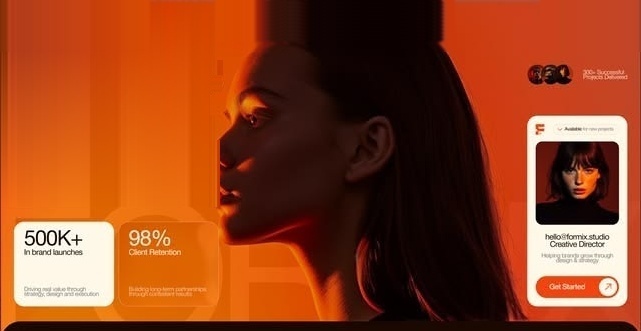 300+ Successful
Projects Delivered
Available for new projects
hello@formix.studio
Creative Director
Helping brands grow through
design & strategy
Get Started
500K+
In brand launches
Driving real value through
strategy, design and execution
98%
Client Retention
Building long-term partnerships
through consistent results